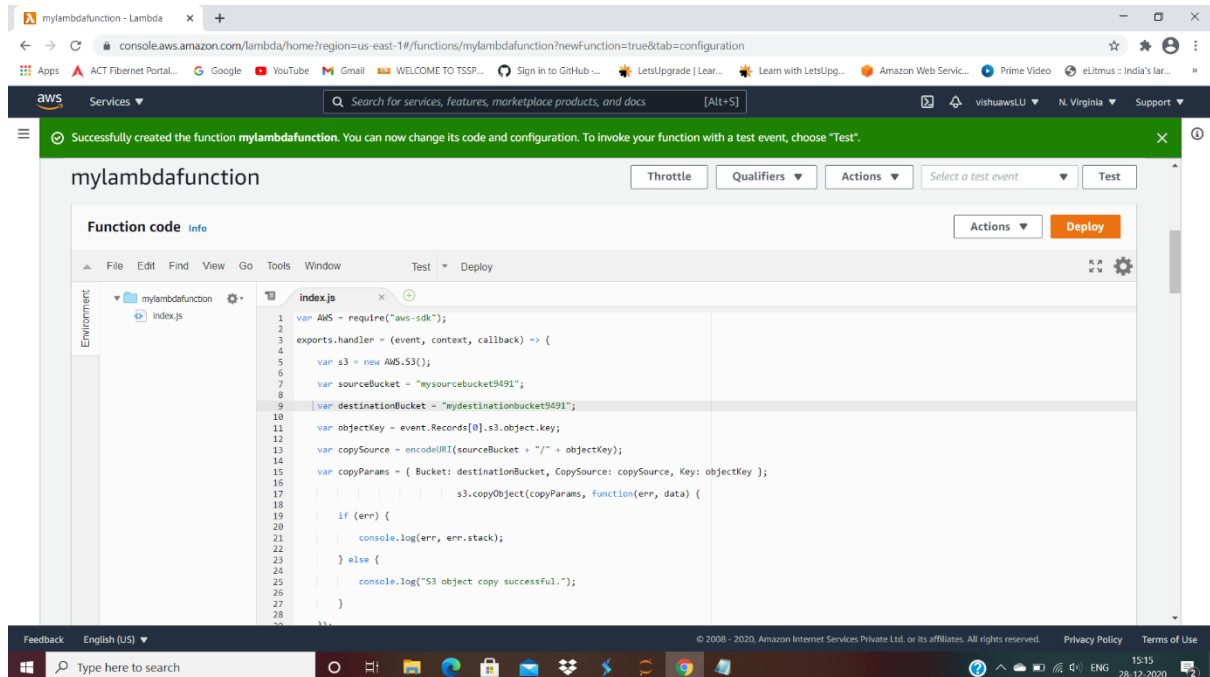 mylambdafunction - Lambda
console.aws.amazon.com/lambda/home?region=us-east-1#/functions/mylambdafunction?newFunction=true&tab=configuration
Apps ACT Fibernet Portal... Google YouTube Gmail WELCOME TO TSSP... Sign in to GitHub ·... LetsUpgrade | Lear... Learn with LetsUpg... Amazon Web Servic... Prime Video eLitmus :: India's lar... »
aws Services ▼ Search for services, features, marketplace products, and docs [Alt+S] vishuawsLU ▼ N. Virginia ▼ Support ▼
Successfully created the function mylambdafunction. You can now change its code and configuration. To invoke your function with a test event, choose "Test".
mylambdafunction Throttle Qualifiers ▼ Actions ▼ Select a test event ▼ Test
Function code Info Actions ▼ Deploy
File Edit Find View Go Tools Window Test Deploy
Environment
mylambdafunction
index.js
index.js
1 var AWS = require("aws-sdk");
2
3 exports.handler = (event, context, callback) => {
4
5 var s3 = new AWS.S3();
6
7 var sourceBucket = "mysourcebucket9491";
8
9 var destinationBucket = "mydestinationbucket9491";
10
11 var objectKey = event.Records[0].s3.object.key;
12
13 var copySource = encodeURI(sourceBucket + "/" + objectKey);
14
15 var copyParams = { Bucket: destinationBucket, CopySource: copySource, Key: objectKey };
16
17 s3.copyObject(copyParams, function(err, data) {
18
19 if (err) {
20
21 console.log(err, err.stack);
22
23 } else {
24
25 console.log("S3 object copy successful.");
26
27 }
28
29 });
Feedback English (US) ▼ © 2008 - 2020, Amazon Internet Services Private Ltd. or its affiliates. All rights reserved. Privacy Policy Terms of Use
Type here to search ENG 15:15
28-12-2020